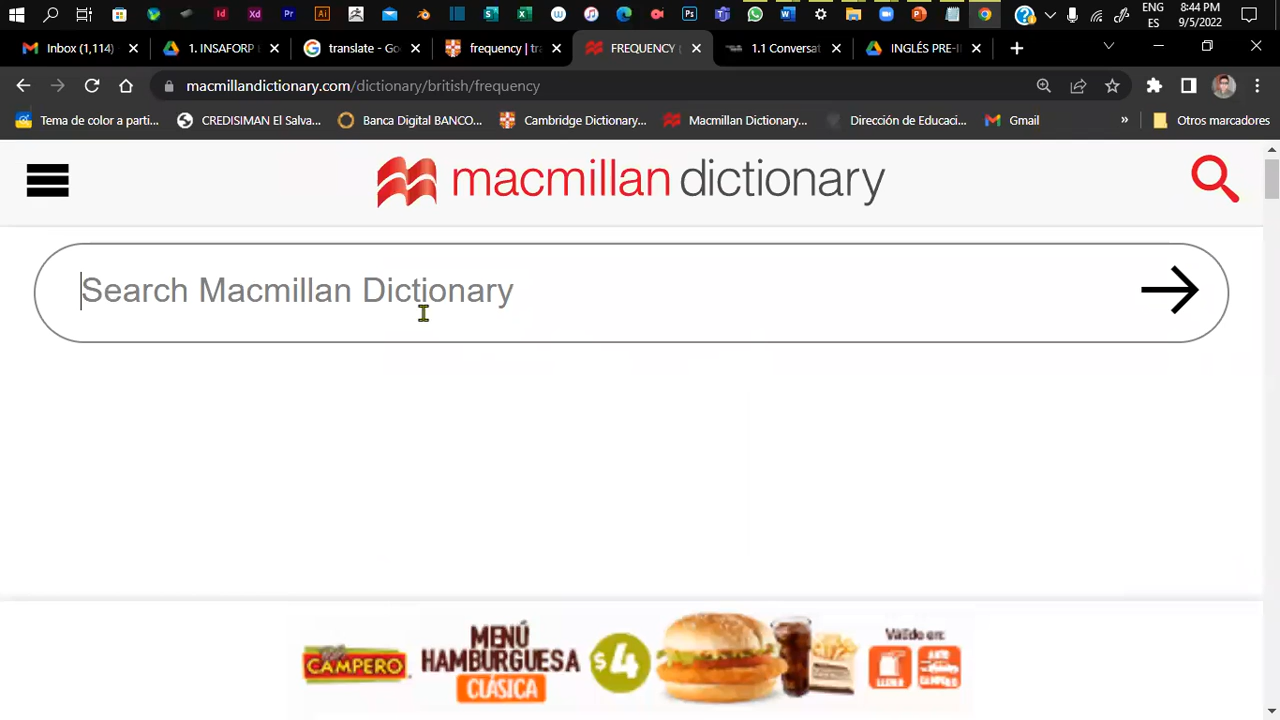 8:44 PM
ENG
ES
9/5/2022
Inbox (1,114)
1. INSAFORP
translate - Go
frequency | tra
FREQUENCY (
1.1 Conversat
INGLÉS PRE-I
macmillandictionary.com/dictionary/british/frequency
Tema de color a parti...
CREDISIMAN El Salva...
Banca Digital BANCO...
Cambridge Dictionary...
Macmillan Dictionary...
Dirección de Educaci...
Gmail
»
Otros marcadores
macmillan dictionary
Search Macmillan Dictionary
CAMPERO
MENÚ
HAMBURGUESA
CLÁSICA
$4
Válido en: